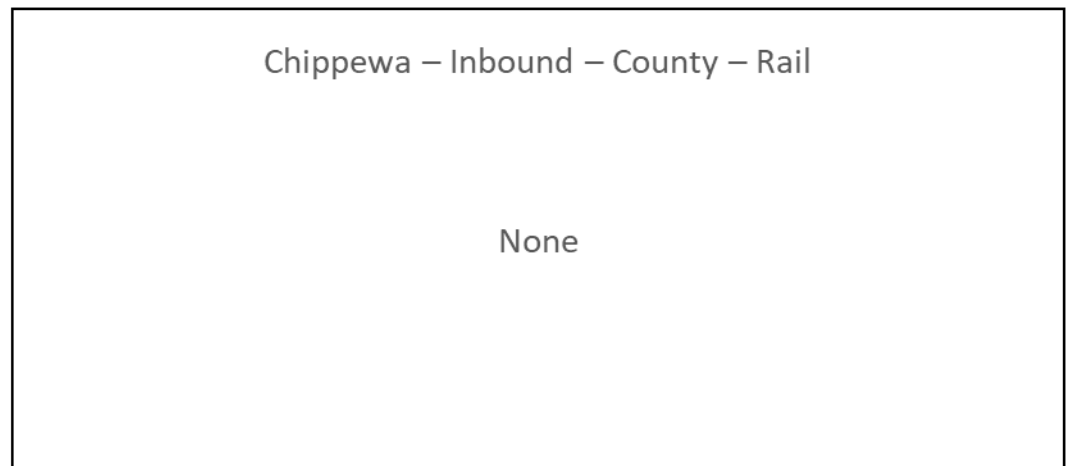 Chippewa – Inbound – County – Rail
None